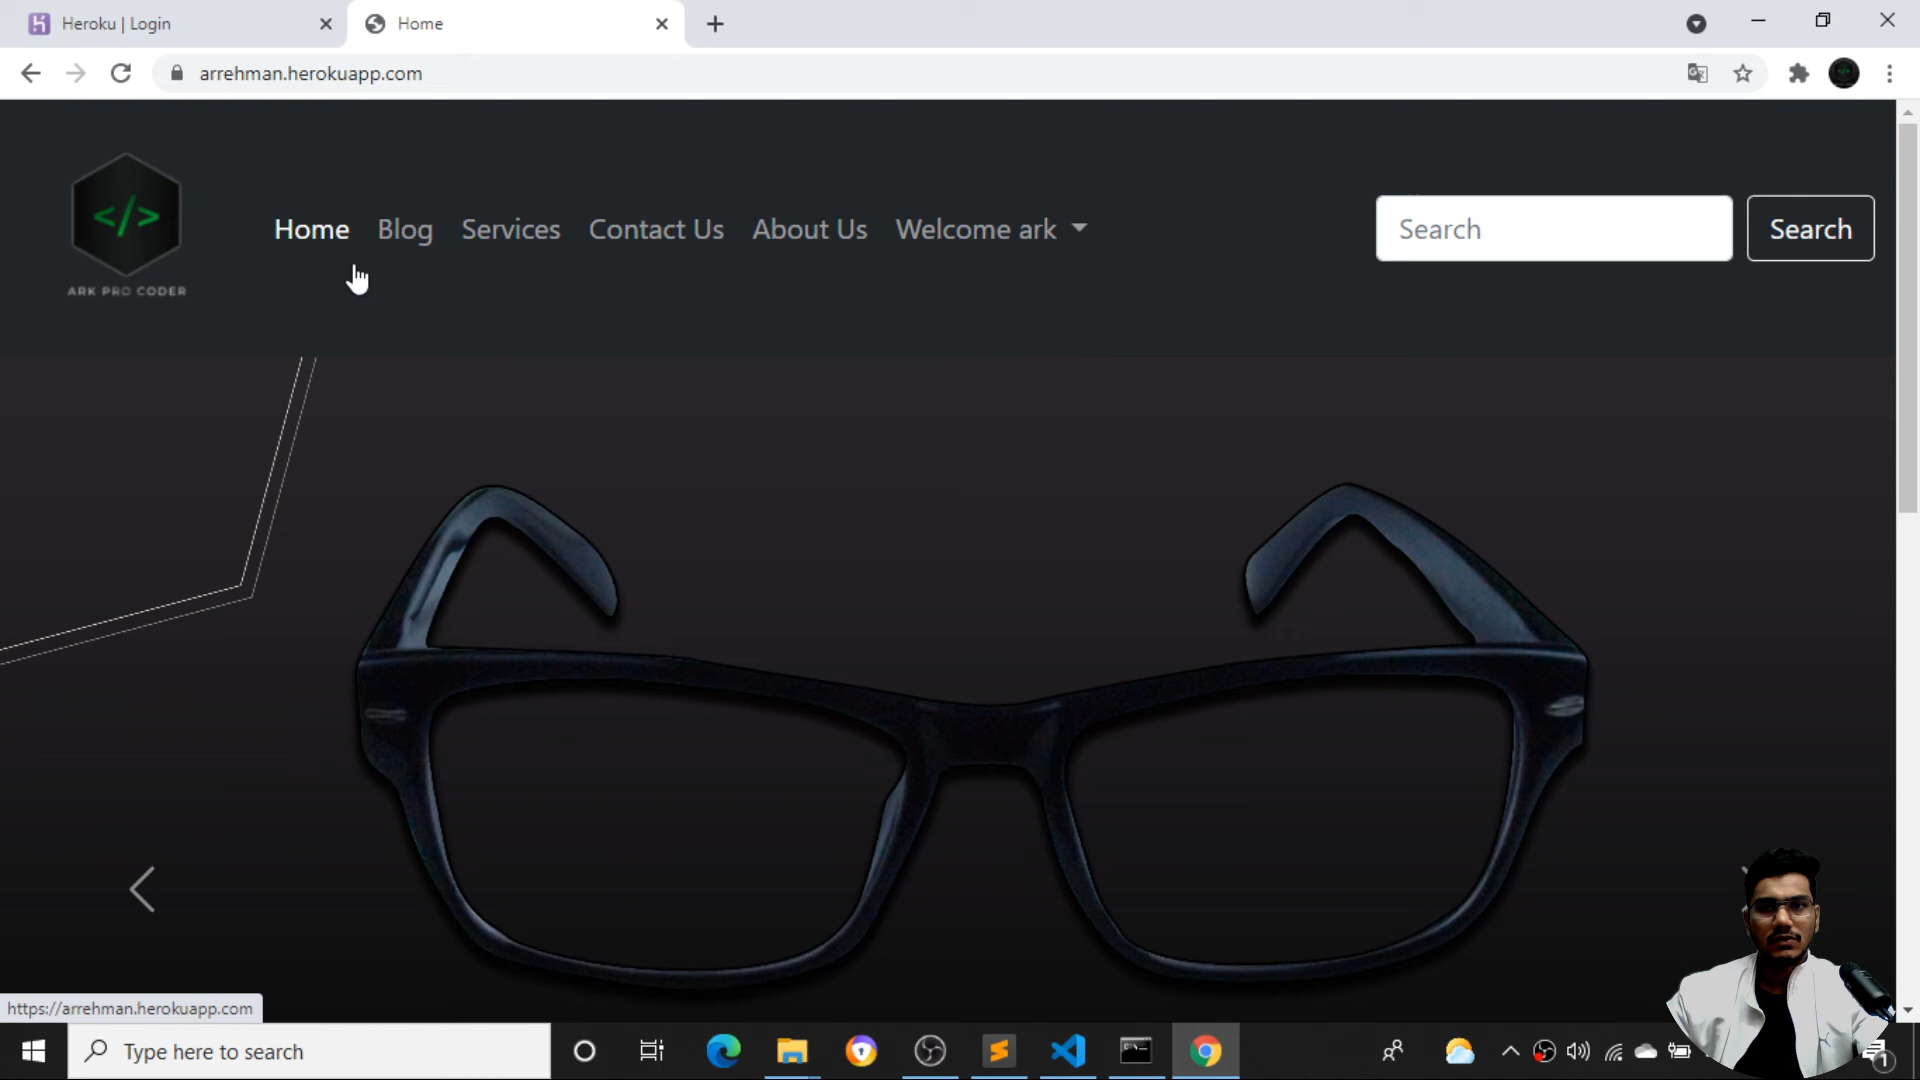 Heroku | Login
Home
arrehman.herokuapp.com
</>
ARK PRO CODER
Home Blog Services Contact Us About Us Welcome ark
Search
Search
https://arrehman.herokuapp.com
Type here to search
1